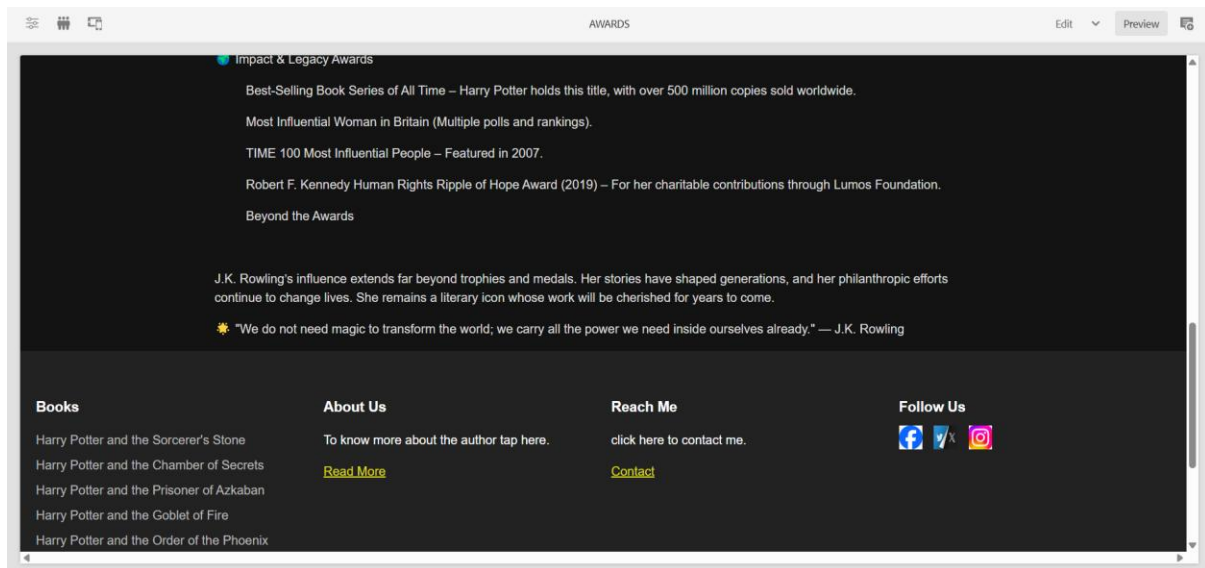 AWARDS
Edit
Preview
Impact & Legacy Awards
Best-Selling Book Series of All Time – Harry Potter holds this title, with over 500 million copies sold worldwide.
Most Influential Woman in Britain (Multiple polls and rankings).
TIME 100 Most Influential People – Featured in 2007.
Robert F. Kennedy Human Rights Ripple of Hope Award (2019) – For her charitable contributions through Lumos Foundation.
Beyond the Awards
J.K. Rowling's influence extends far beyond trophies and medals. Her stories have shaped generations, and her philanthropic efforts
continue to change lives. She remains a literary icon whose work will be cherished for years to come.
"We do not need magic to transform the world; we carry all the power we need inside ourselves already." — J.K. Rowling
Books
Harry Potter and the Sorcerer's Stone
Harry Potter and the Chamber of Secrets
Harry Potter and the Prisoner of Azkaban
Harry Potter and the Goblet of Fire
Harry Potter and the Order of the Phoenix
About Us
To know more about the author tap here.
Read More
Reach Me
click here to contact me.
Contact
Follow Us